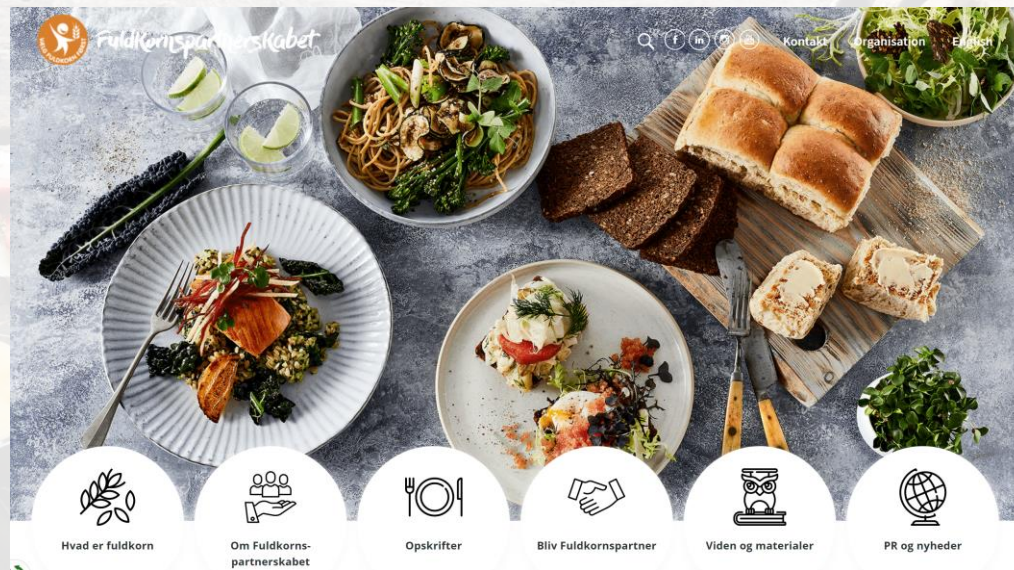 Fuldkornspartnerskabet
Kontakt
Organisation
English
Hvad er fuldkorn
Om Fuldkorns-
partnerskabet
Opskrifter
Bliv Fuldkornspartner
Viden og materialer
PR og nyheder